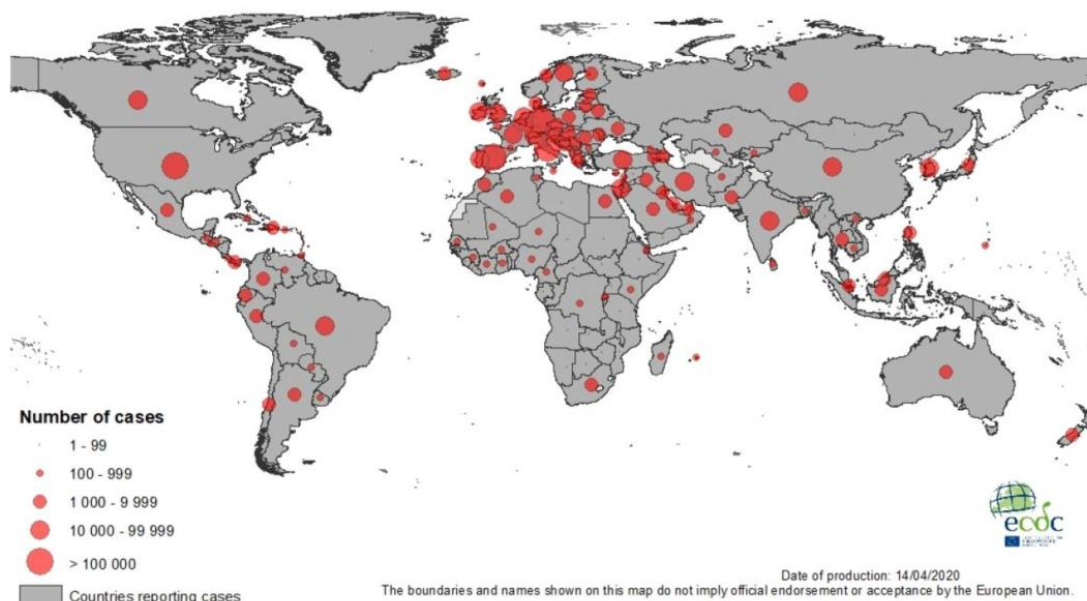 Number of cases
1 - 99
100 - 999
1 000 - 9 999
10 000 - 99 999
> 100 000
Countries reporting cases
ecdc
Date of production: 14/04/2020
The boundaries and names shown on this map do not imply official endorsement or acceptance by the European Union.